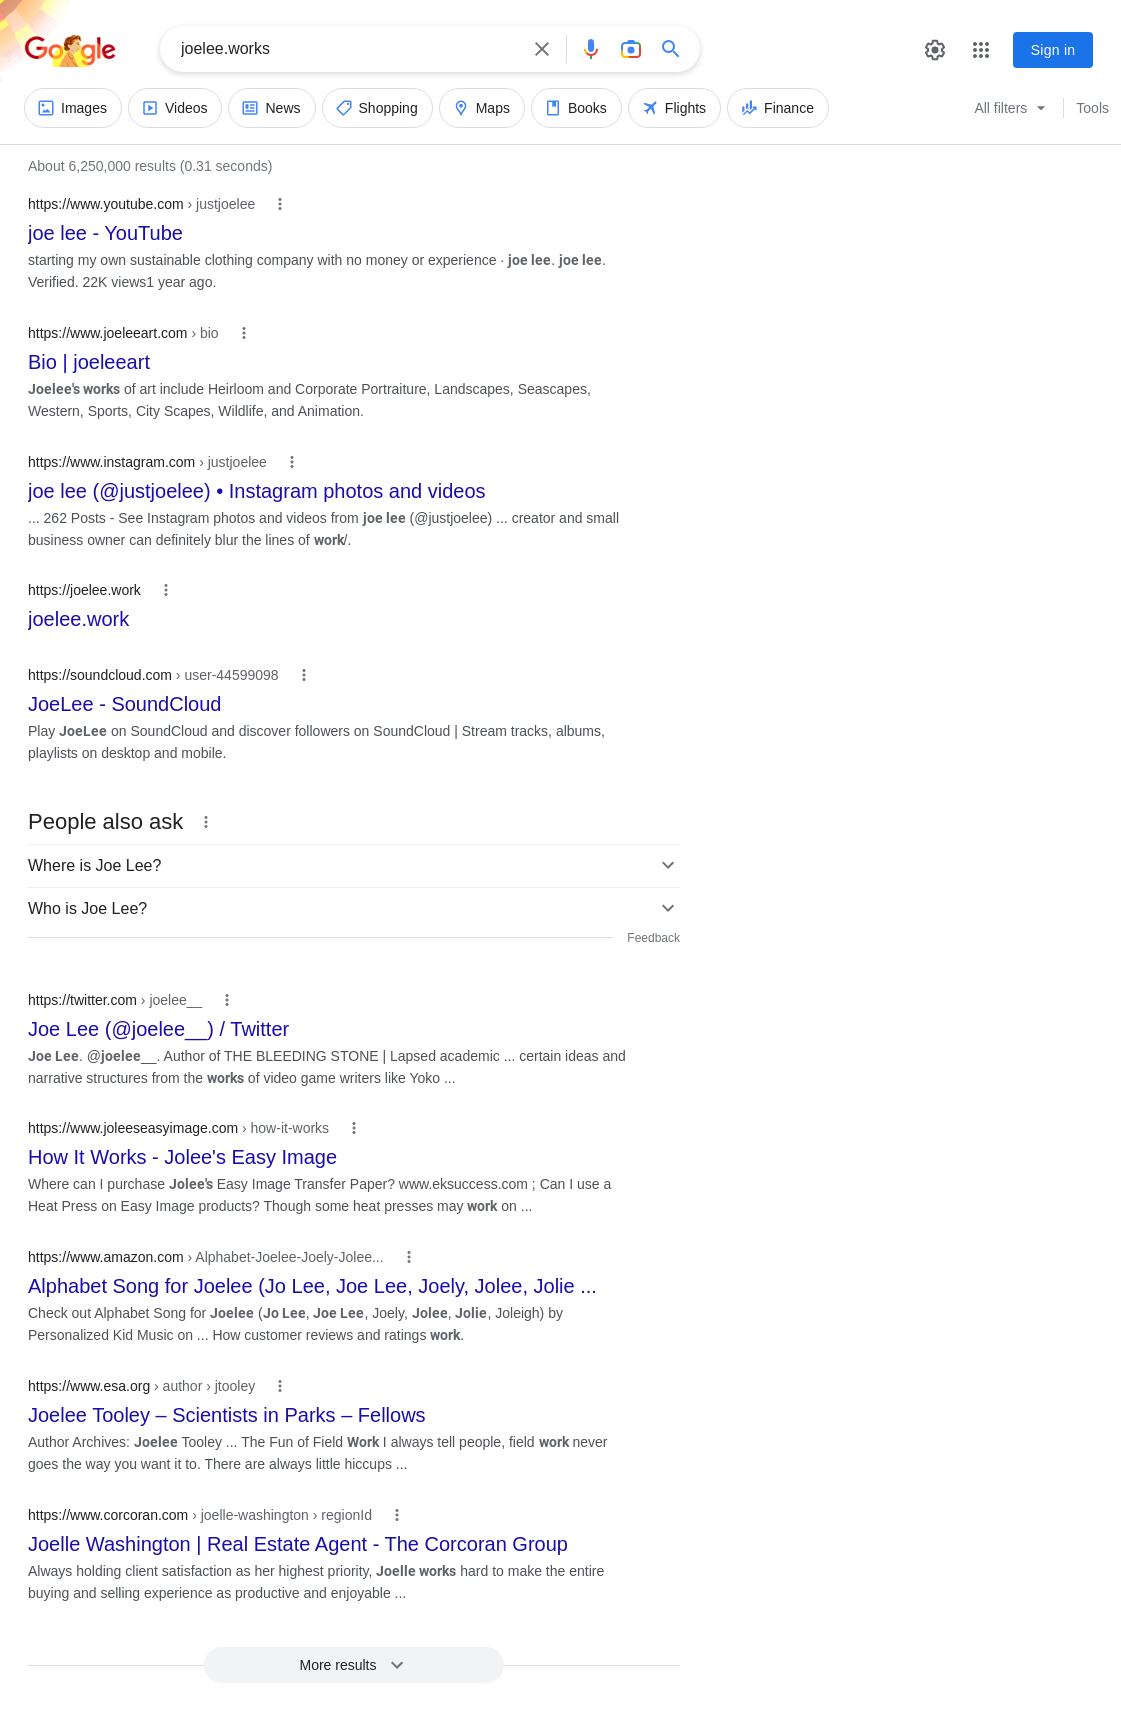 Google
joelee.works
Sign in
Images
Videos
News
Shopping
Maps
Books
Flights
Finance
All filters
Tools
About 6,250,000 results (0.31 seconds)
https://www.youtube.com › justjoelee
joe lee - YouTube
starting my own sustainable clothing company with no money or experience · joe lee. joe lee.
Verified. 22K views1 year ago.
https://www.joeleeart.com › bio
Bio | joeleeart
Joelee's works of art include Heirloom and Corporate Portraiture, Landscapes, Seascapes,
Western, Sports, City Scapes, Wildlife, and Animation.
https://www.instagram.com › justjoelee
joe lee (@justjoelee) • Instagram photos and videos
... 262 Posts - See Instagram photos and videos from joe lee (@justjoelee) ... creator and small
business owner can definitely blur the lines of work/.
https://joelee.work
joelee.work
https://soundcloud.com › user-44599098
JoeLee - SoundCloud
Play JoeLee on SoundCloud and discover followers on SoundCloud | Stream tracks, albums,
playlists on desktop and mobile.
People also ask
Where is Joe Lee?
Who is Joe Lee?
Feedback
https://twitter.com › joelee__
Joe Lee (@joelee__) / Twitter
Joe Lee. @joelee__. Author of THE BLEEDING STONE | Lapsed academic ... certain ideas and
narrative structures from the works of video game writers like Yoko ...
https://www.joleeseasyimage.com › how-it-works
How It Works - Jolee's Easy Image
Where can I purchase Jolee's Easy Image Transfer Paper? www.eksuccess.com ; Can I use a
Heat Press on Easy Image products? Though some heat presses may work on ...
https://www.amazon.com › Alphabet-Joelee-Joely-Jolee...
Alphabet Song for Joelee (Jo Lee, Joe Lee, Joely, Jolee, Jolie ...
Check out Alphabet Song for Joelee (Jo Lee, Joe Lee, Joely, Jolee, Jolie, Joleigh) by
Personalized Kid Music on ... How customer reviews and ratings work.
https://www.esa.org › author › jtooley
Joelee Tooley – Scientists in Parks – Fellows
Author Archives: Joelee Tooley ... The Fun of Field Work I always tell people, field work never
goes the way you want it to. There are always little hiccups ...
https://www.corcoran.com › joelle-washington › regionId
Joelle Washington | Real Estate Agent - The Corcoran Group
Always holding client satisfaction as her highest priority, Joelle works hard to make the entire
buying and selling experience as productive and enjoyable ...
More results